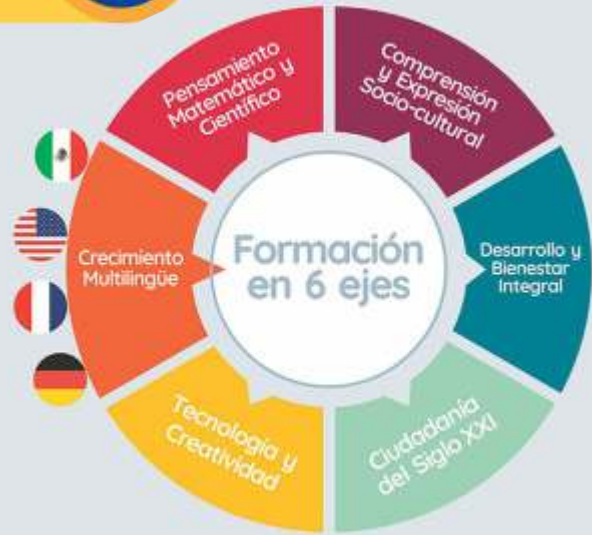 Pensamiento
Matemático y
Científico
Comprensión
y Expresión
Socio-cultural
Crecimiento
Multilingüe
Formación
en 6 ejes
Desarrollo y
Bienestar
Integral
Tecnología y
Creatividad
Ciudadanía
del Siglo XXI